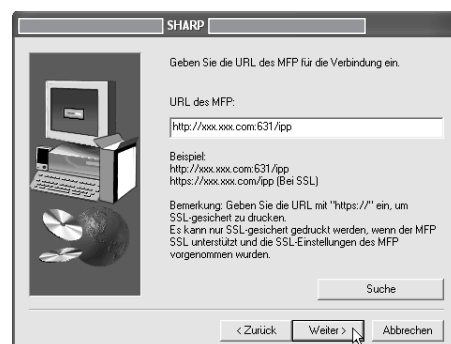 SHARP
Geben Sie die URL des MFP für die Verbindung ein.
URL des MFP:
http://xxx.xxx.com:631/ipp
Beispiel:
http://xxx.xxx.com:631/ipp
https://xxx.xxx.com/ipp (Bei SSL)
Bemerkung: Geben Sie die URL mit "https://" ein, um
SSL-gesichert zu drucken.
Es kann nur SSL-gesichert gedruckt werden, wenn der MFP
SSL unterstützt und die SSL-Einstellungen des MFP
vorgenommen wurden.
Suche
< Zurück Weiter > Abbrechen